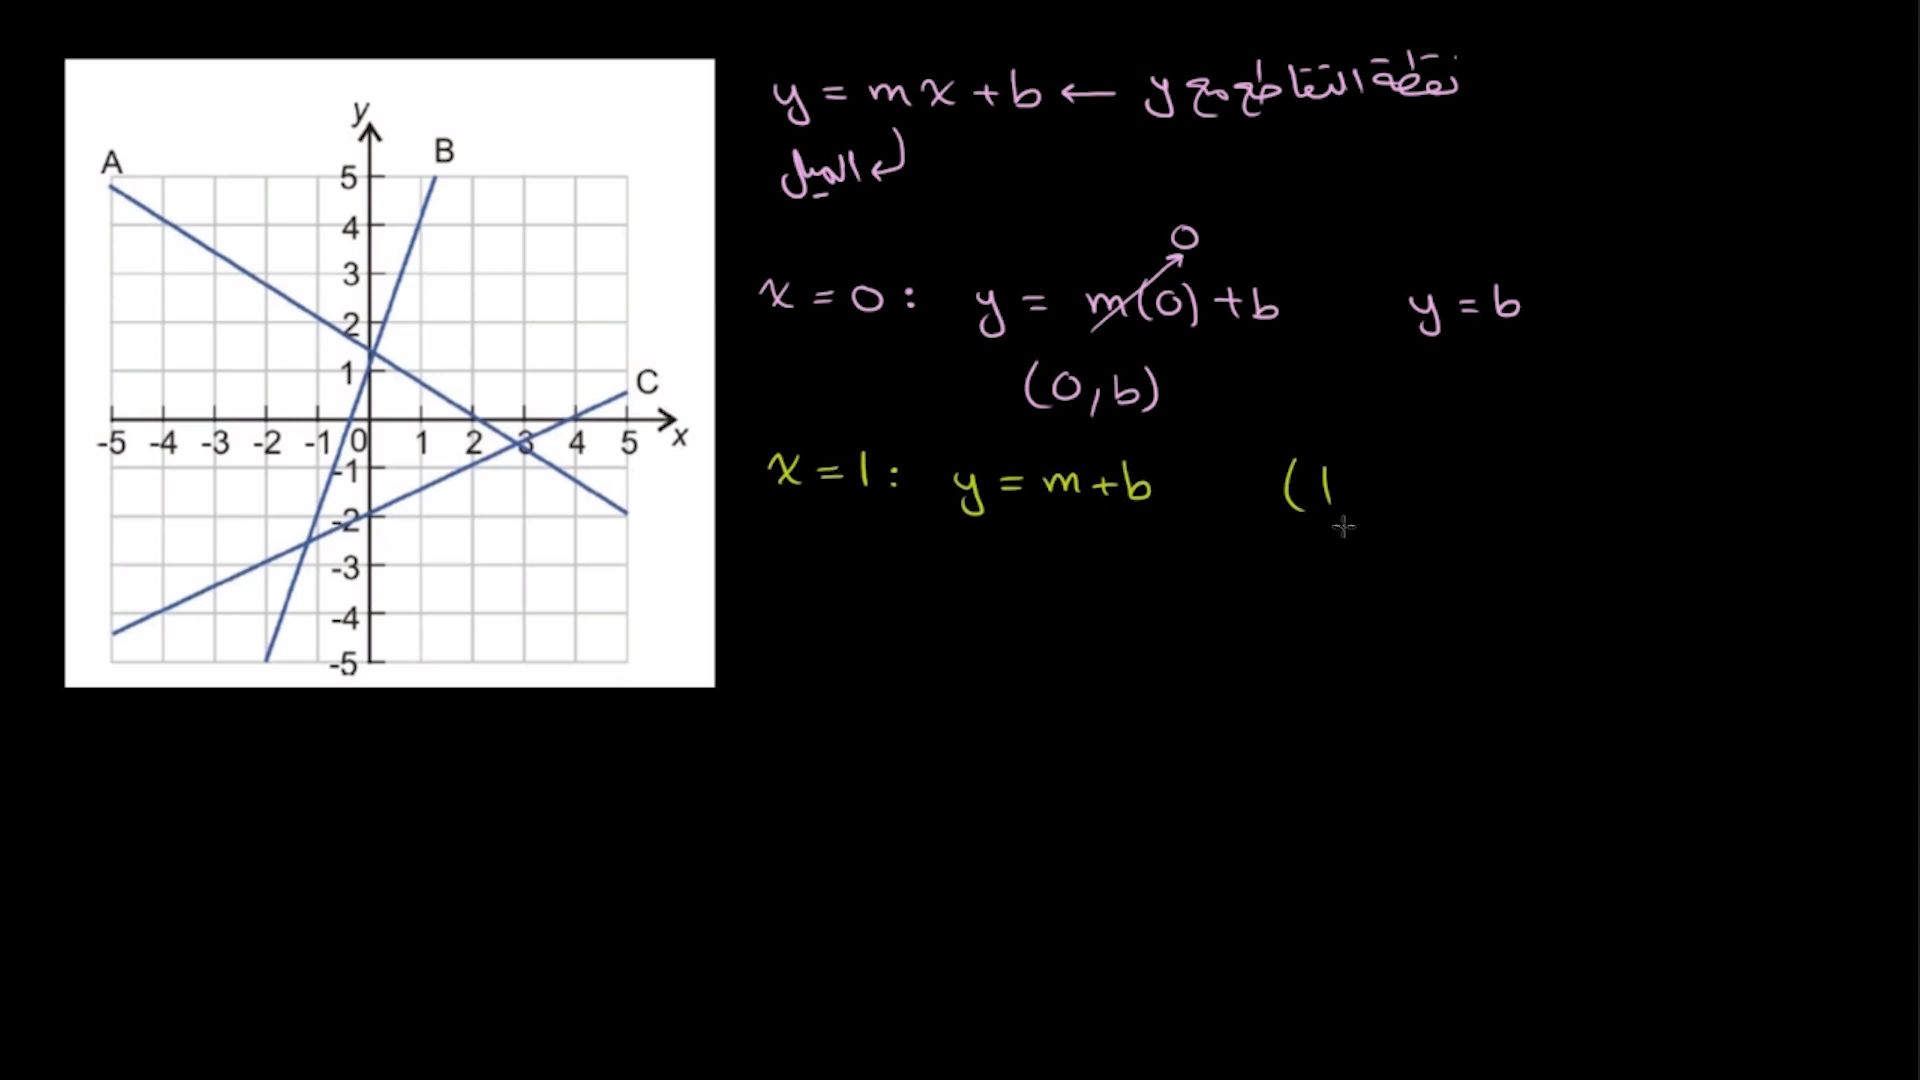 y = mx + b ← نقطة التقاطع مع y
الميل
0
x = 0 : y = m(0) + b y = b
(0, b)
x = 1 : y = m + b (1
y
A B
5
4
3
2
1
C
-5 -4 -3 -2 -1 0 1 2 3 4 5 x
-1
-2
-3
-4
-5